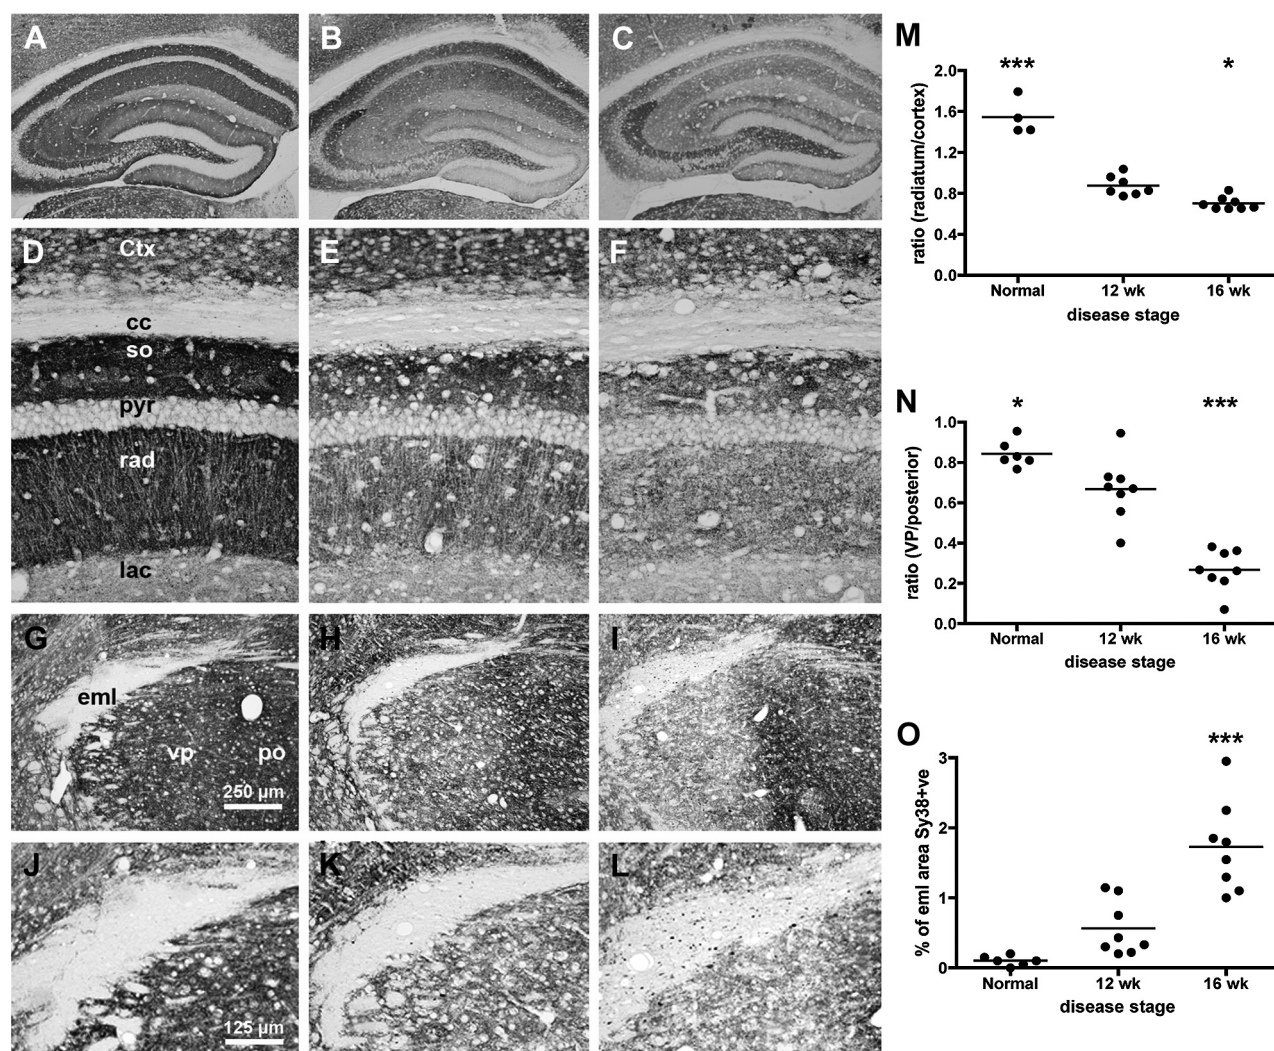 A
B
C
D
Ctx
cc
so
pyr
rad
lac
E
F
G
eml
vp
po
250 µm
H
I
J
125 µm
K
L
M
***
*
ratio (radiatum/cortex)
2.0
1.6
1.2
0.8
0.4
0.0
Normal
12 wk
16 wk
disease stage
N
*
***
ratio (VP/posterior)
1.0
0.8
0.6
0.4
0.2
0.0
Normal
12 wk
16 wk
disease stage
O
***
% of eml area Sy38+ve
3
2
1
0
Normal
12 wk
16 wk
disease stage